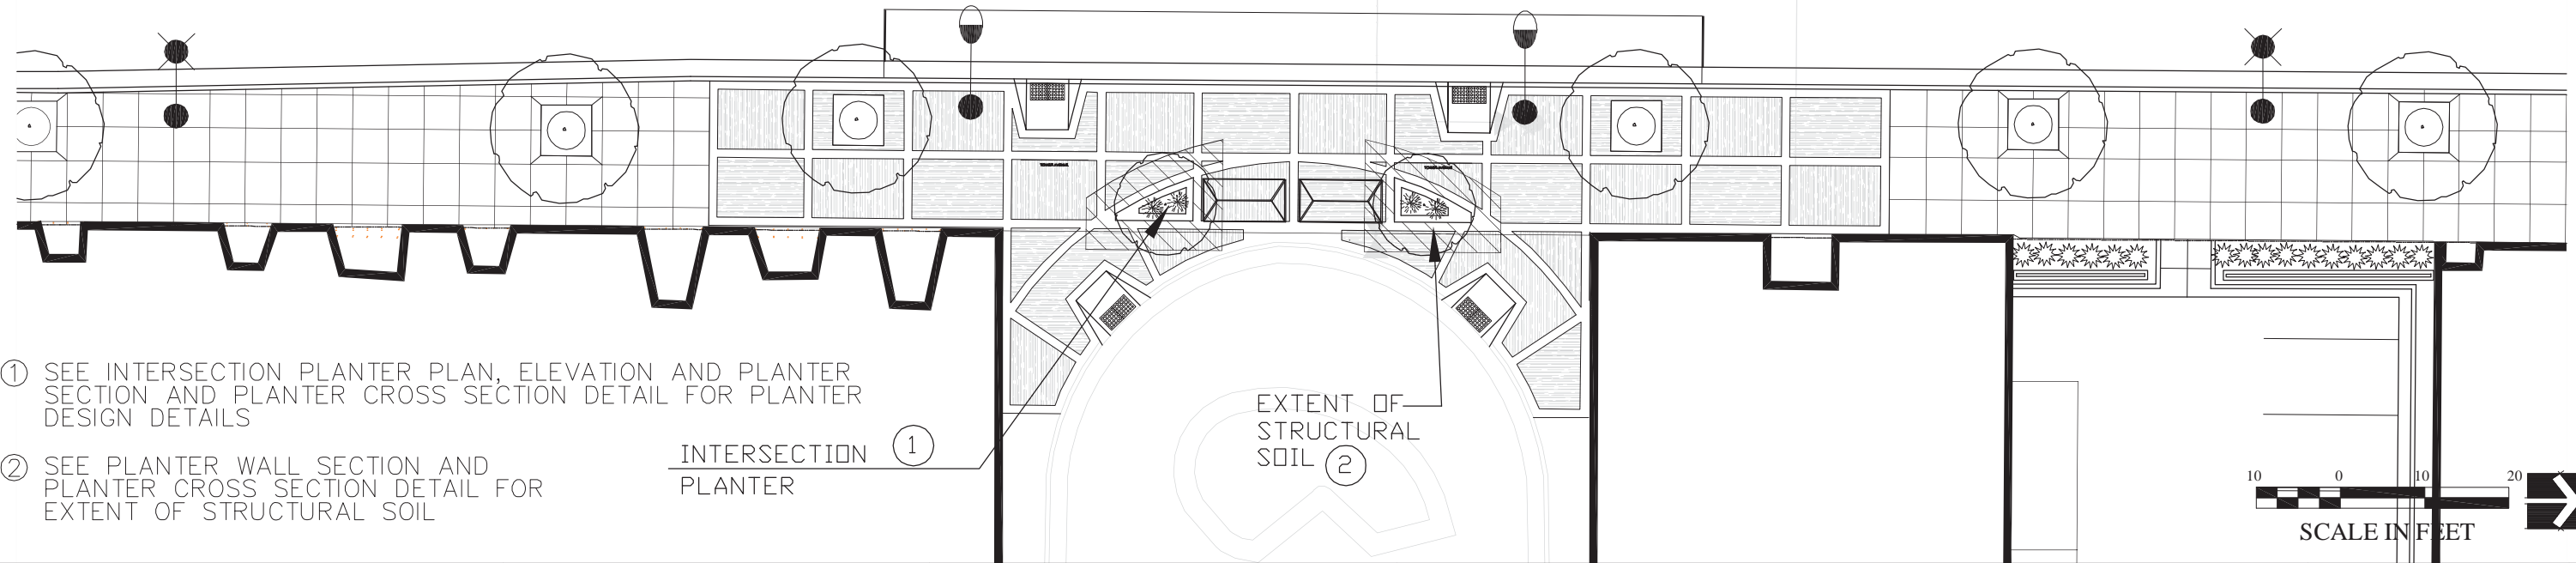 ① SEE INTERSECTION PLANTER PLAN, ELEVATION AND PLANTER
SECTION AND PLANTER CROSS SECTION DETAIL FOR PLANTER
DESIGN DETAILS
② SEE PLANTER WALL SECTION AND
PLANTER CROSS SECTION DETAIL FOR
EXTENT OF STRUCTURAL SOIL
INTERSECTION ①
PLANTER
EXTENT OF
STRUCTURAL
SOIL ②
10 0 10 20
SCALE IN FEET